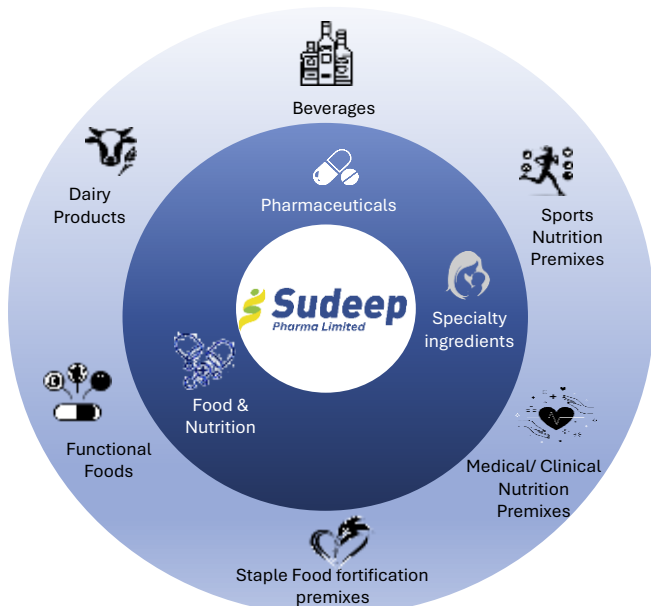 Beverages
Dairy
Products
Pharmaceuticals
Sports
Nutrition
Premixes
Sudeep
Pharma Limited
Specialty
ingredients
Food &
Nutrition
Functional
Foods
Medical/ Clinical
Nutrition
Premixes
Staple Food fortification
premixes